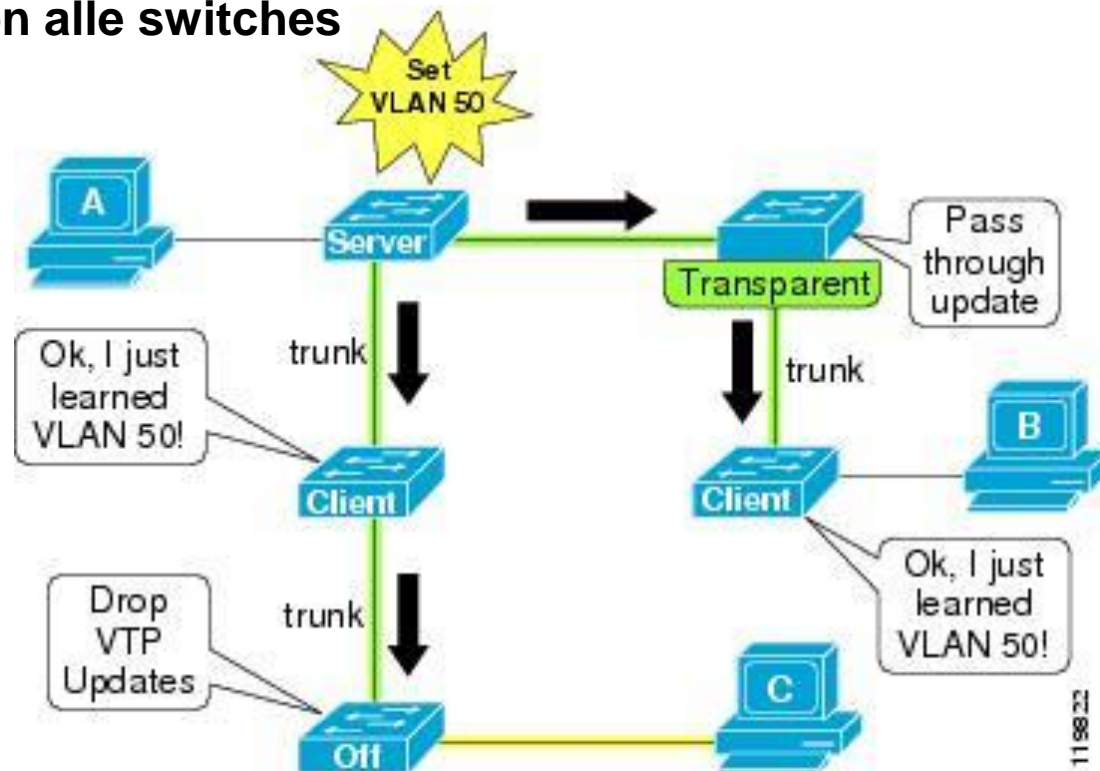 n alle switches
Set
VLAN 50
A
Server
Transparent
Pass
through
update
Ok, I just
learned
VLAN 50!
trunk
trunk
B
Client
Client
Ok, I just
learned
VLAN 50!
Drop
VTP
Updates
trunk
C
Off
119822